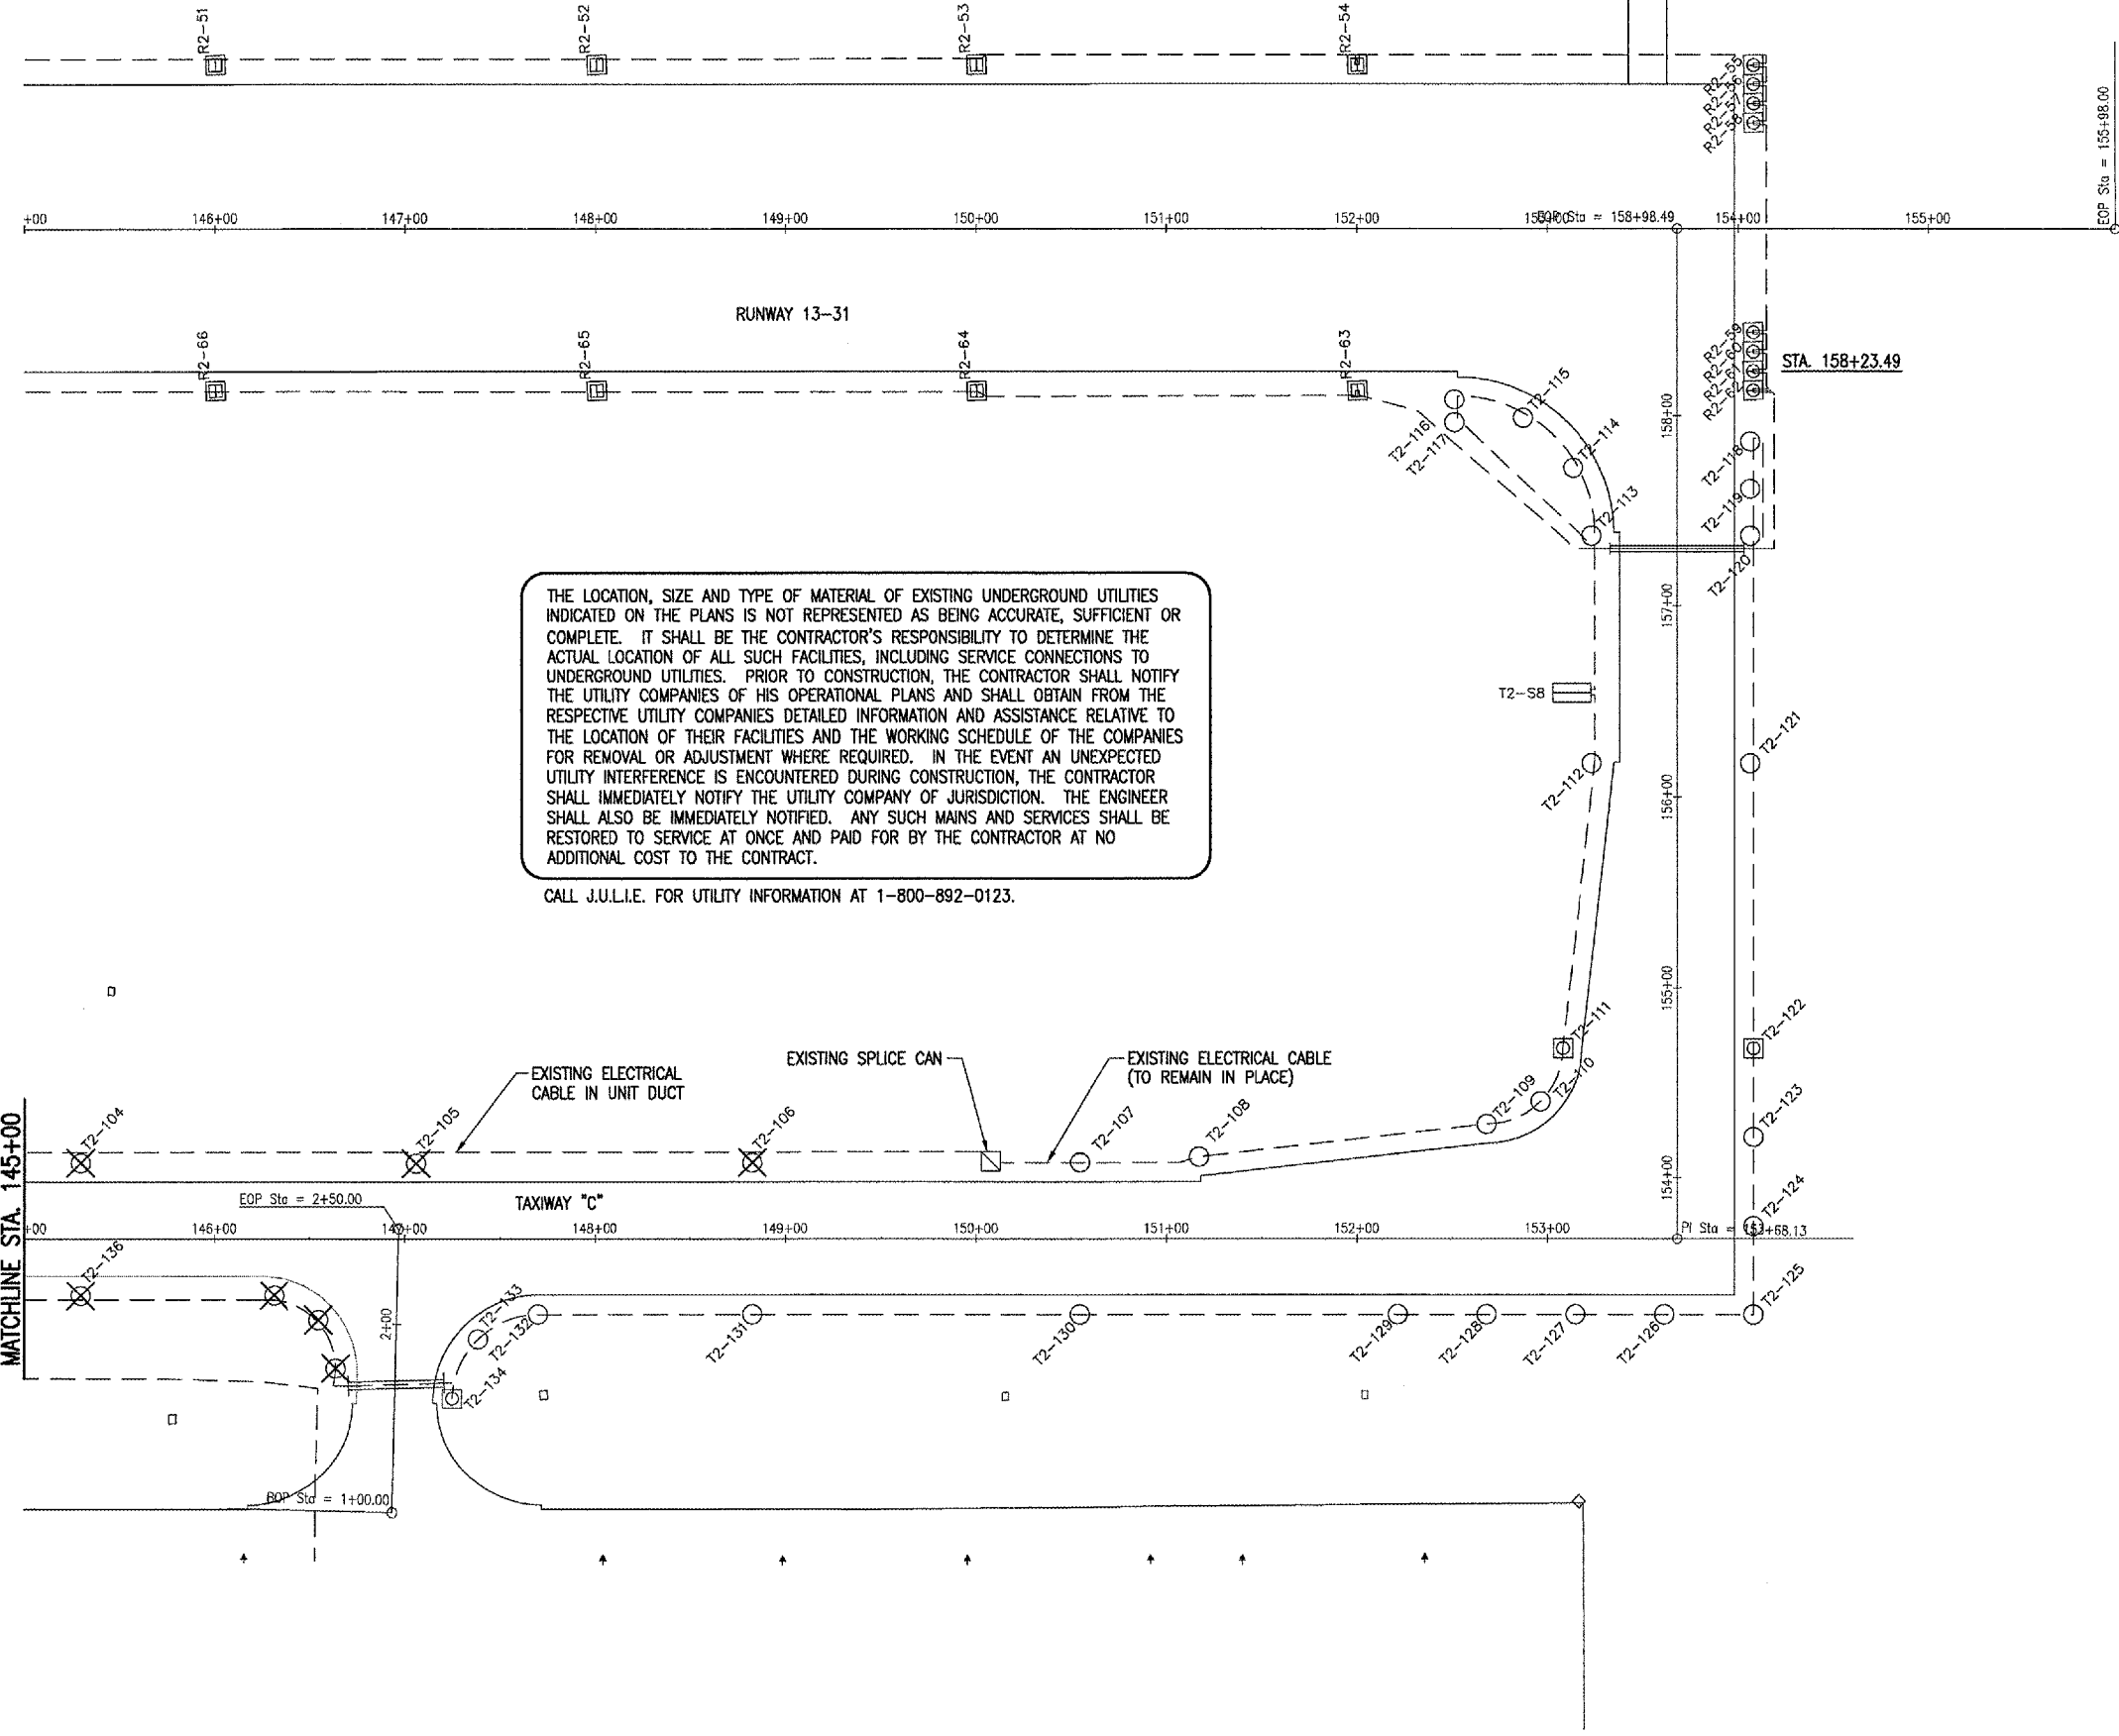 R2-51
R2-52
R2-53
R2-54
R2-55
R2-56
R2-57
R2-58
EOP Sta = 155+98.00
+00
146+00
147+00
148+00
149+00
150+00
151+00
152+00
EOP Sta = 158+98.49
154+00
155+00
RUNWAY 13-31
R2-66
R2-65
R2-64
R2-63
R2-59
R2-60
R2-61
R2-62
STA. 158+23.49
T2-115
T2-114
T2-116
T2-117
T2-113
158+00
T2-118
T2-119
T2-120
157+00
THE LOCATION, SIZE AND TYPE OF MATERIAL OF EXISTING UNDERGROUND UTILITIES
INDICATED ON THE PLANS IS NOT REPRESENTED AS BEING ACCURATE, SUFFICIENT OR
COMPLETE. IT SHALL BE THE CONTRACTOR'S RESPONSIBILITY TO DETERMINE THE
ACTUAL LOCATION OF ALL SUCH FACILITIES, INCLUDING SERVICE CONNECTIONS TO
UNDERGROUND UTILITIES. PRIOR TO CONSTRUCTION, THE CONTRACTOR SHALL NOTIFY
THE UTILITY COMPANIES OF HIS OPERATIONAL PLANS AND SHALL OBTAIN FROM THE
RESPECTIVE UTILITY COMPANIES DETAILED INFORMATION AND ASSISTANCE RELATIVE TO
THE LOCATION OF THEIR FACILITIES AND THE WORKING SCHEDULE OF THE COMPANIES
FOR REMOVAL OR ADJUSTMENT WHERE REQUIRED. IN THE EVENT AN UNEXPECTED
UTILITY INTERFERENCE IS ENCOUNTERED DURING CONSTRUCTION, THE CONTRACTOR
SHALL IMMEDIATELY NOTIFY THE UTILITY COMPANY OF JURISDICTION. THE ENGINEER
SHALL ALSO BE IMMEDIATELY NOTIFIED. ANY SUCH MAINS AND SERVICES SHALL BE
RESTORED TO SERVICE AT ONCE AND PAID FOR BY THE CONTRACTOR AT NO
ADDITIONAL COST TO THE CONTRACT.
CALL J.U.L.I.E. FOR UTILITY INFORMATION AT 1-800-892-0123.
T2-S8
T2-112
T2-121
156+00
155+00
T2-111
T2-122
T2-110
T2-109
T2-123
154+00
T2-124
EXISTING SPLICE CAN
EXISTING ELECTRICAL CABLE
(TO REMAIN IN PLACE)
EXISTING ELECTRICAL
CABLE IN UNIT DUCT
T2-104
T2-105
T2-106
T2-107
T2-108
MATCHLINE STA. 145+00
EOP Sta = 2+50.00
TAXIWAY "C"
+00
146+00
147+00
148+00
149+00
150+00
151+00
152+00
153+00
PI Sta = 153+68.13
T2-136
2+00
T2-133
T2-132
T2-134
T2-131
T2-130
T2-129
T2-128
T2-127
T2-126
T2-125
BOP Sta = 1+00.00